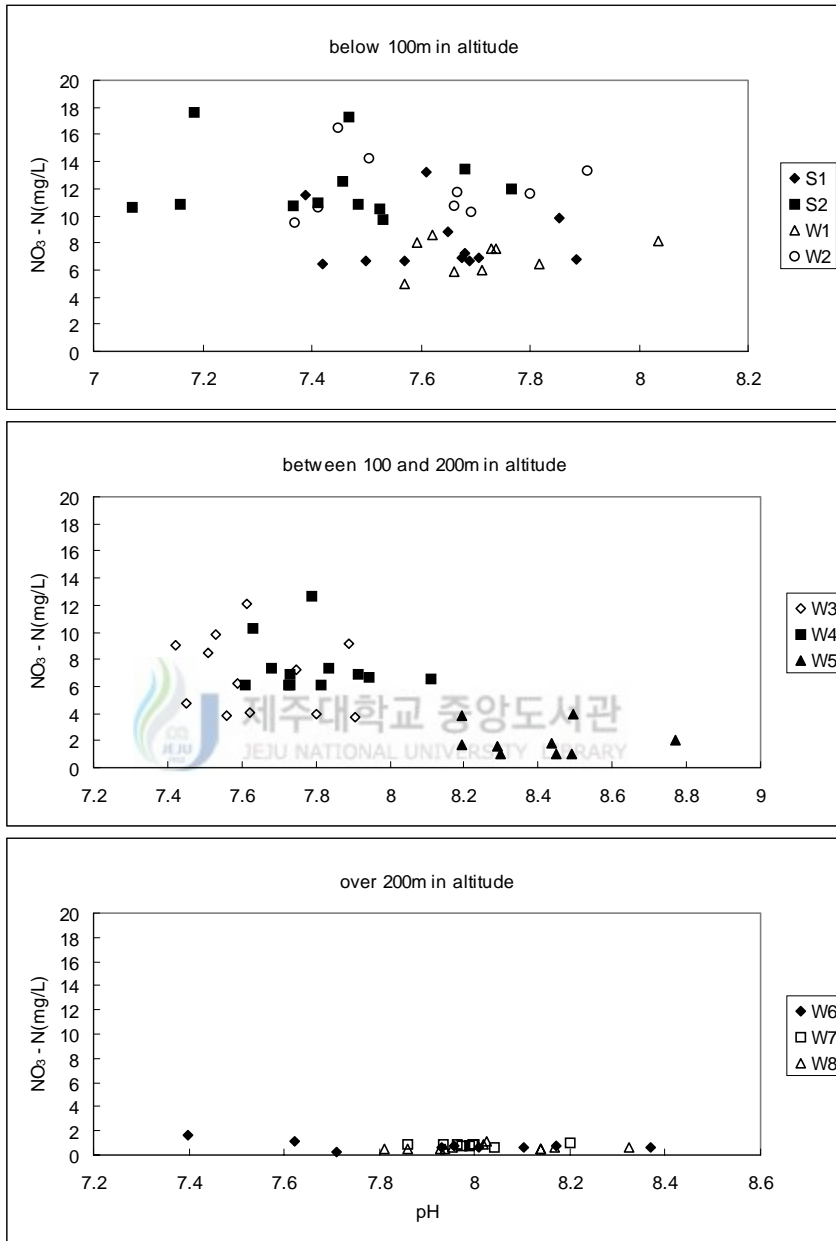 below 100m in altitude
NO₃ - N(mg/L)
20
18
16
14
12
10
8
6
4
2
0
7 7.2 7.4 7.6 7.8 8 8.2
S1
S2
W1
W2
between 100 and 200m in altitude
NO₃ - N(mg/L)
20
18
16
14
12
10
8
6
4
2
0
7.2 7.4 7.6 7.8 8 8.2 8.4 8.6 8.8 9
W3
W4
W5
제주대학교 중앙도서관
JEJU NATIONAL UNIVERSITY LIBRARY
JEJU
over 200m in altitude
NO₃ - N(mg/L)
20
18
16
14
12
10
8
6
4
2
0
7.2 7.4 7.6 7.8 8 8.2 8.4 8.6
pH
W6
W7
W8